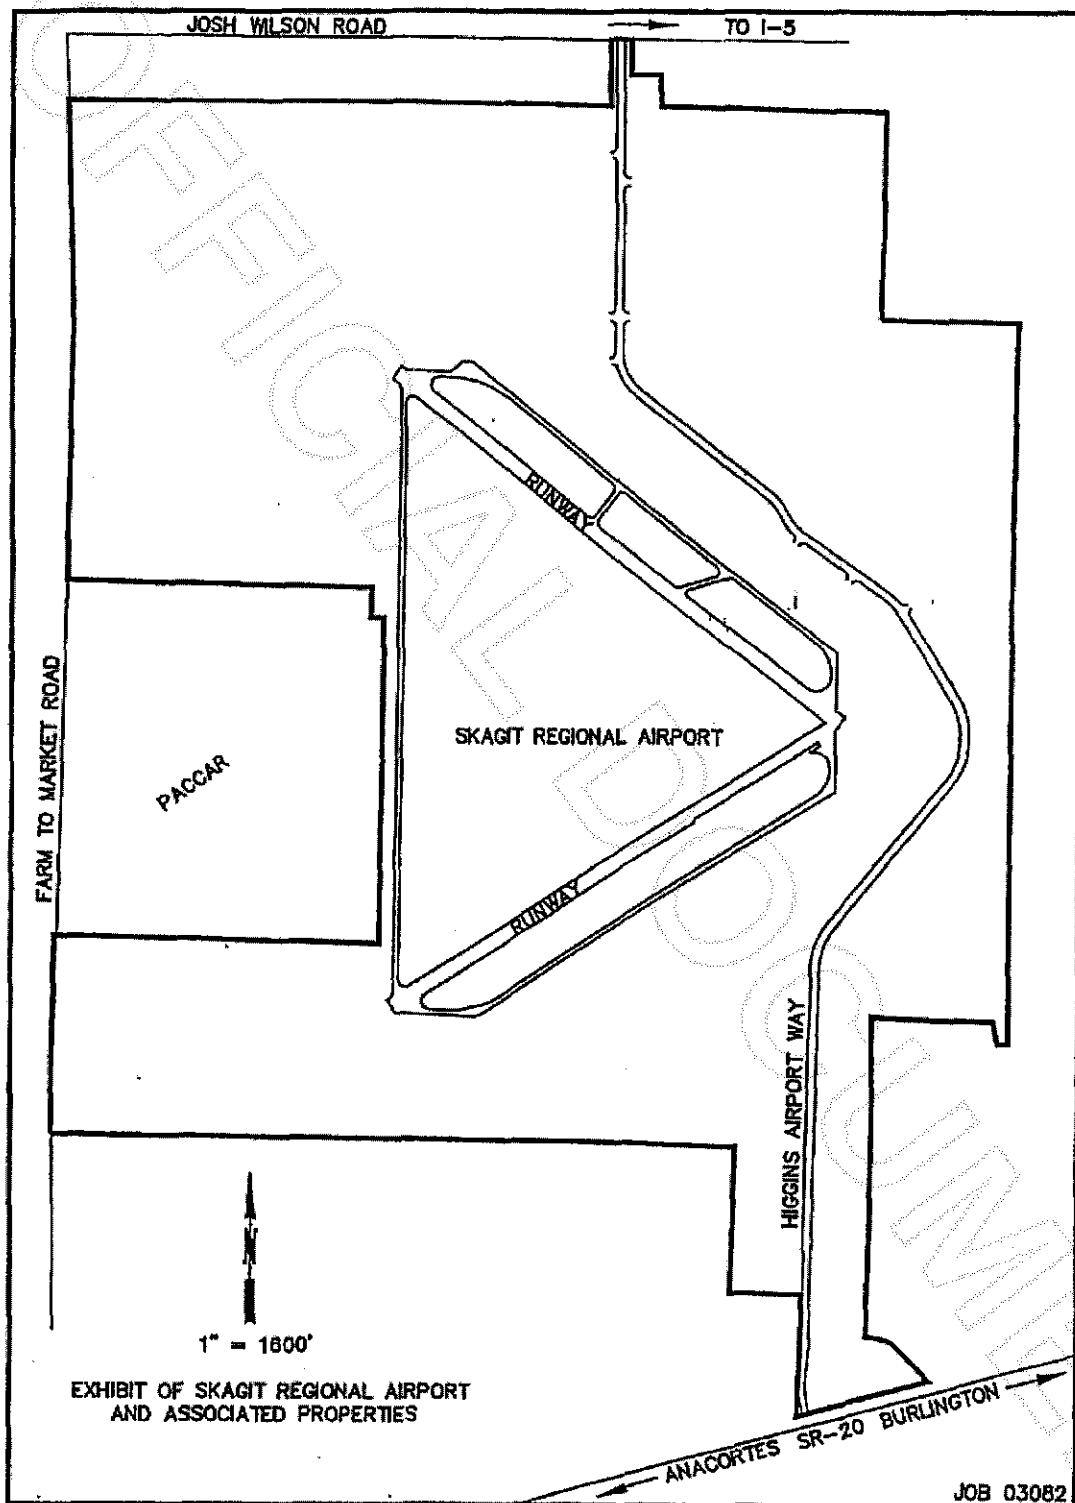 JOSH WILSON ROAD
TO I-5
RUNWAY
SKAGIT REGIONAL AIRPORT
PACCAR
FARM TO MARKET ROAD
RUNWAY
HIGGINS AIRPORT WAY
N
1" = 1600'
EXHIBIT OF SKAGIT REGIONAL AIRPORT
AND ASSOCIATED PROPERTIES
ANACORTES SR-20 BURLINGTON
JOB 03082
OFFICIAL DOCUME